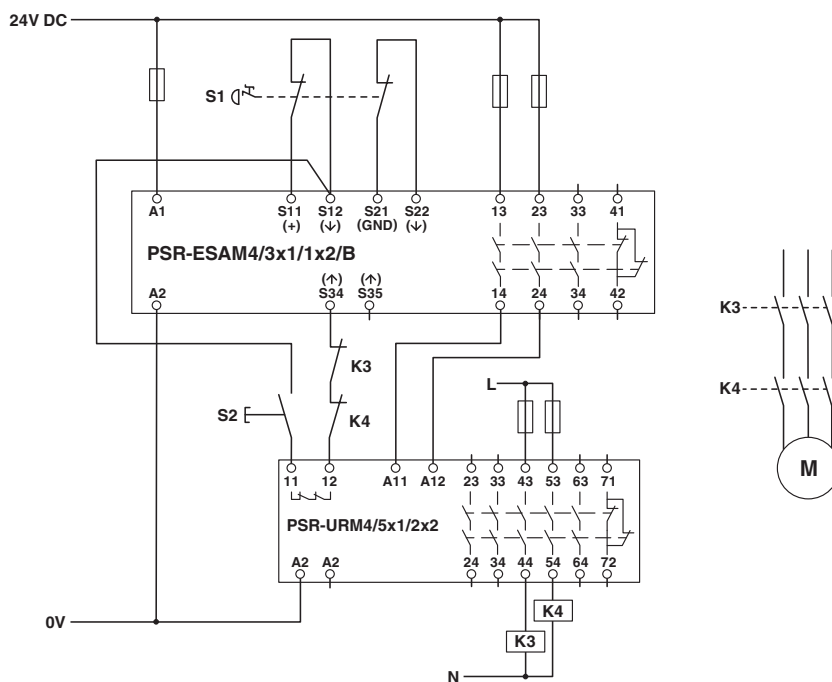 24V DC
S1
A1 S11 S12 S21 S22 13 23 33 41
(+) (↓) (GND) (↓)
PSR-ESAM4/3x1/1x2/B
(↑) (↑)
A2 S34 S35 14 24 34 42
K3
K3
L
K4
S2
K4
M
11 12 A11 A12 23 33 43 53 63 71
PSR-URM4/5x1/2x2
A2 A2 24 34 44 54 64 72
K4
0V
K3
N